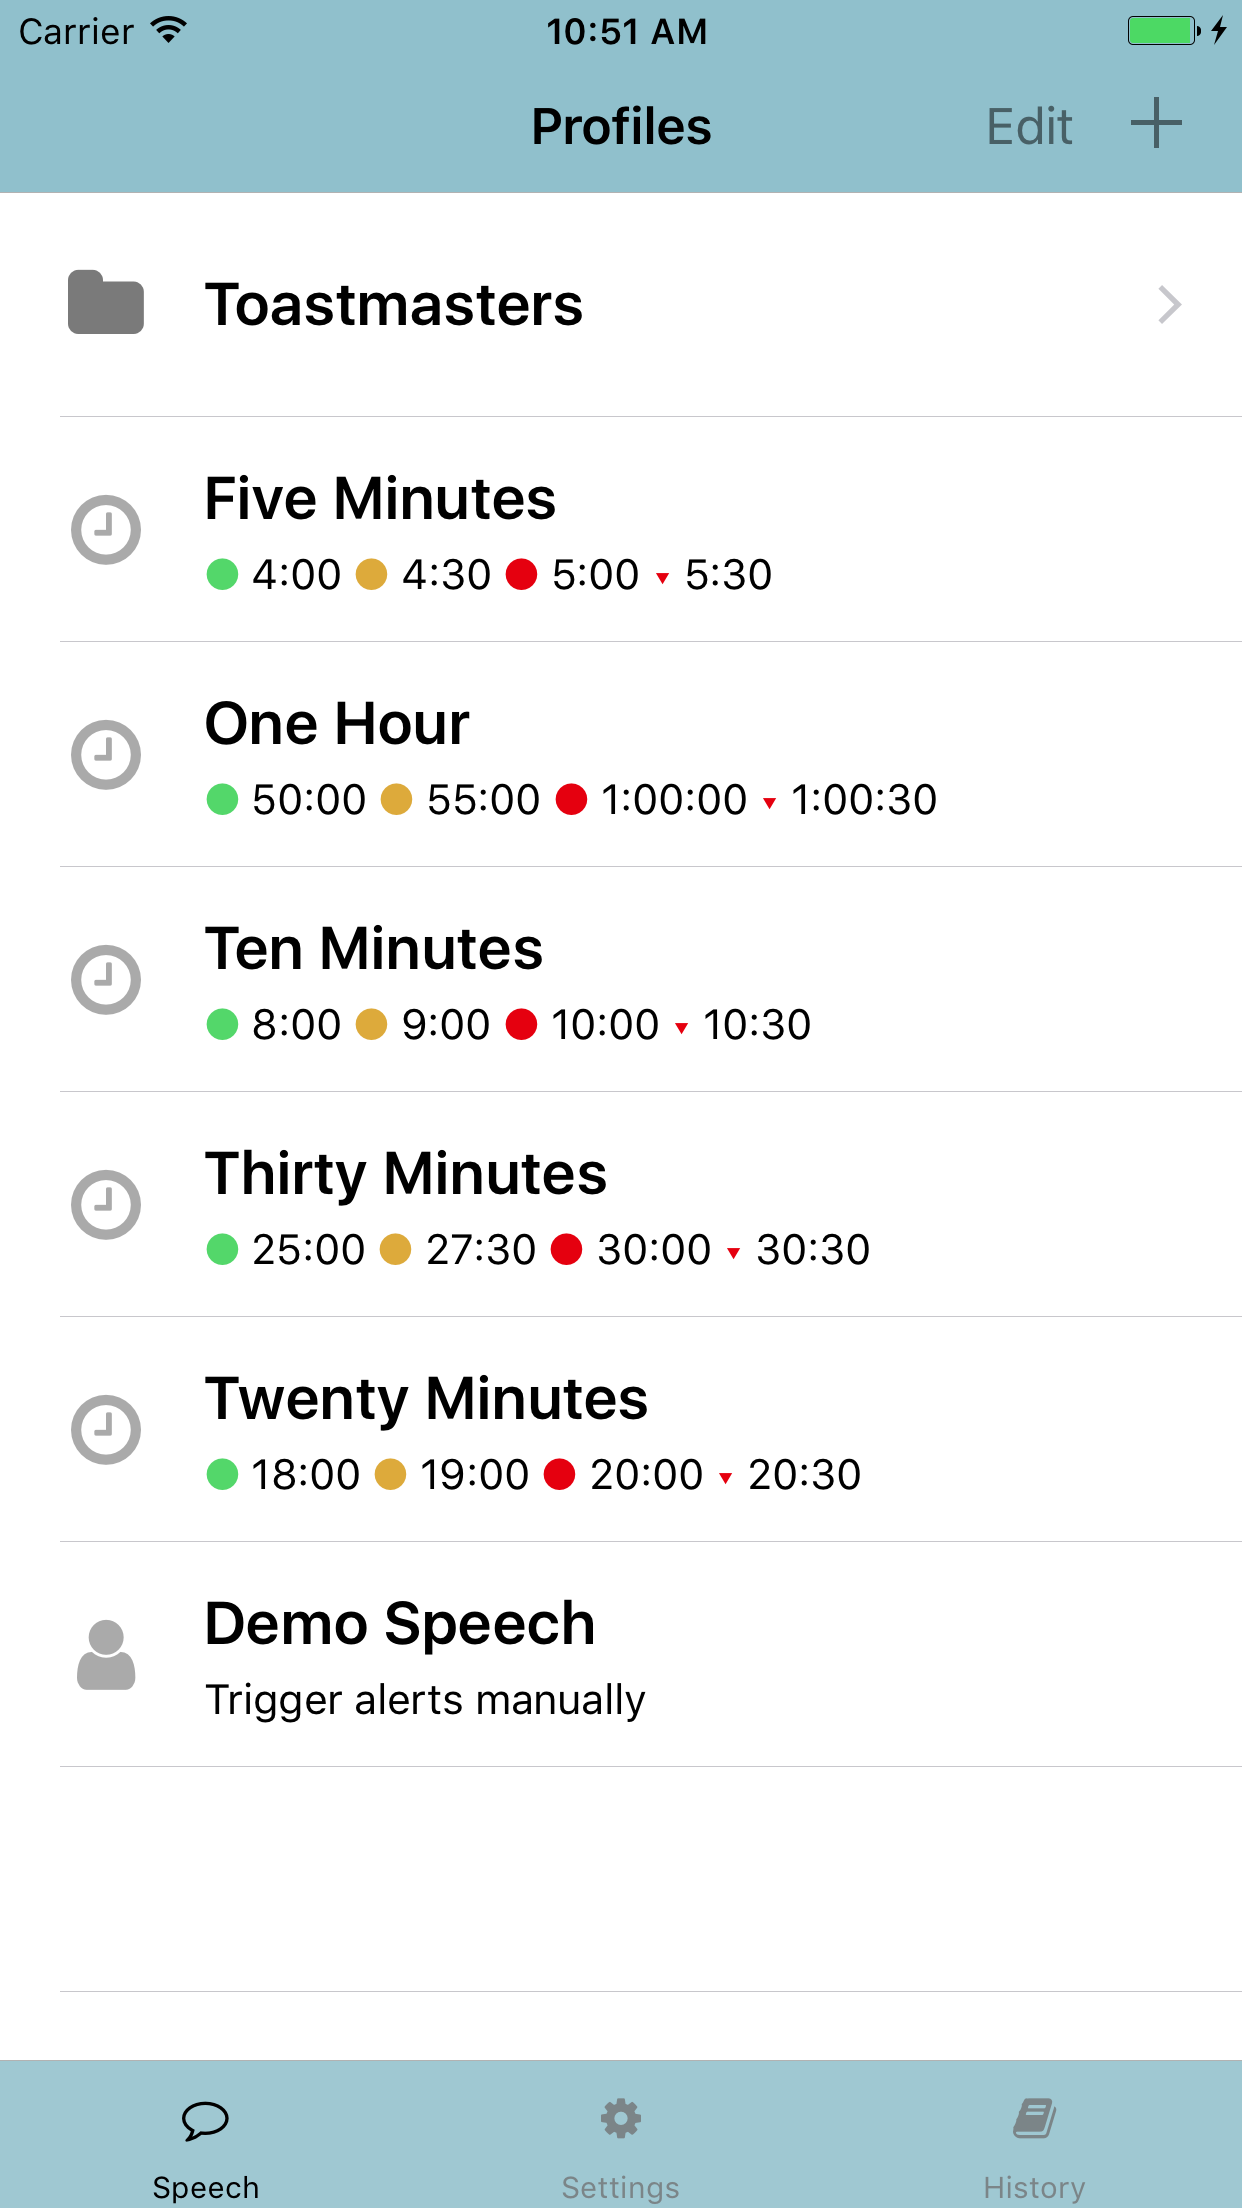 Carrier 10:51 AM
Profiles Edit
Toastmasters
Five Minutes
4:00 4:30 5:00 5:30
One Hour
50:00 55:00 1:00:00 1:00:30
Ten Minutes
8:00 9:00 10:00 10:30
Thirty Minutes
25:00 27:30 30:00 30:30
Twenty Minutes
18:00 19:00 20:00 20:30
Demo Speech
Trigger alerts manually
Speech Settings History